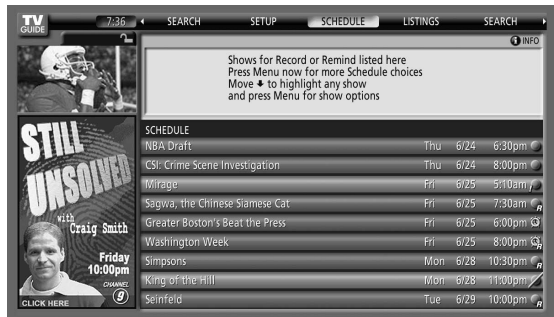 TV
GUIDE
7:36
SEARCH SETUP SCHEDULE LISTINGS SEARCH
i INFO
Shows for Record or Remind listed here
Press Menu now for more Schedule choices
Move to highlight any show
and press Menu for show options
SCHEDULE
NBA Draft Thu 6/24 6:30pm
CSI: Crime Scene Investigation Thu 6/24 8:00pm
Mirage Fri 6/25 5:10am
Sagwa, the Chinese Siamese Cat Fri 6/25 7:30am R
Greater Boston's Beat the Press Fri 6/25 6:00pm
Washington Week Fri 6/25 8:00pm R
Simpsons Mon 6/28 10:30pm R
King of the Hill Mon 6/28 11:00pm
Seinfeld Tue 6/29 10:00pm R
STILL
UNSOLVED
with
Craig Smith
Friday
10:00pm
CHANNEL
9
CLICK HERE